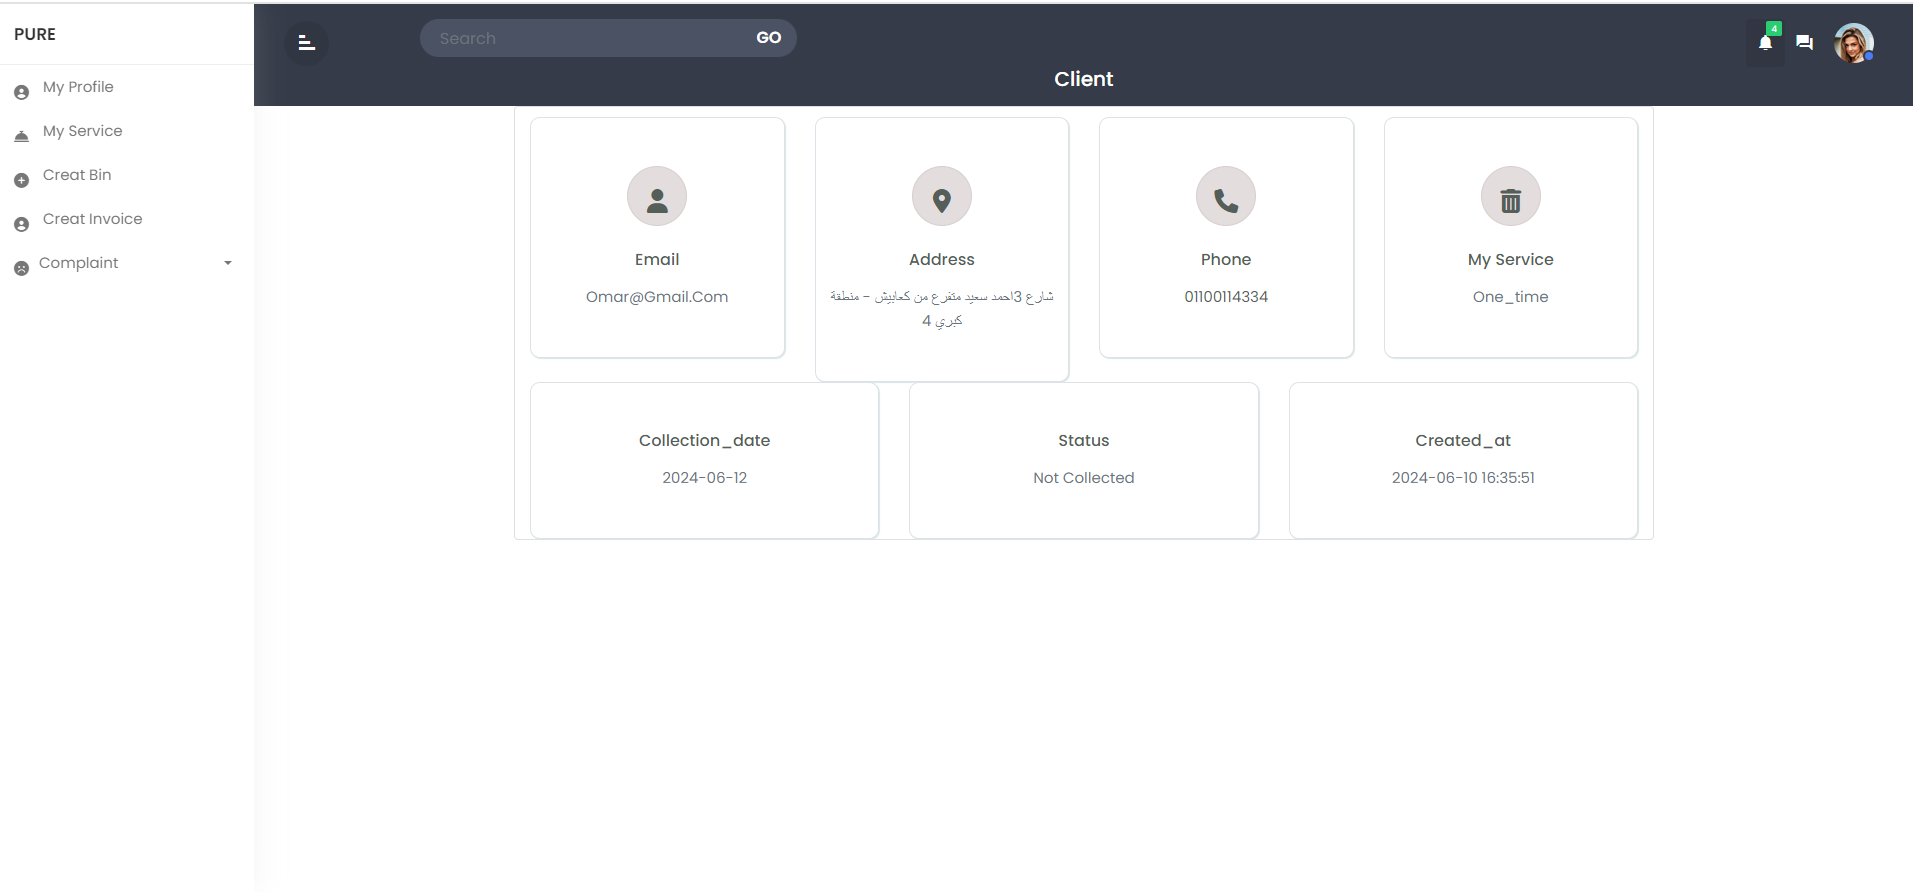 PURE
My Profile
My Service
Creat Bin
Creat Invoice
Complaint
Search
GO
4
Client
Email
Omar@Gmail.Com
Address
شارع 3احمد سعيد متفرع من كعابيش - منطقة
كبري 4
Phone
01100114334
My Service
One_time
Collection_date
2024-06-12
Status
Not Collected
Created_at
2024-06-10 16:35:51